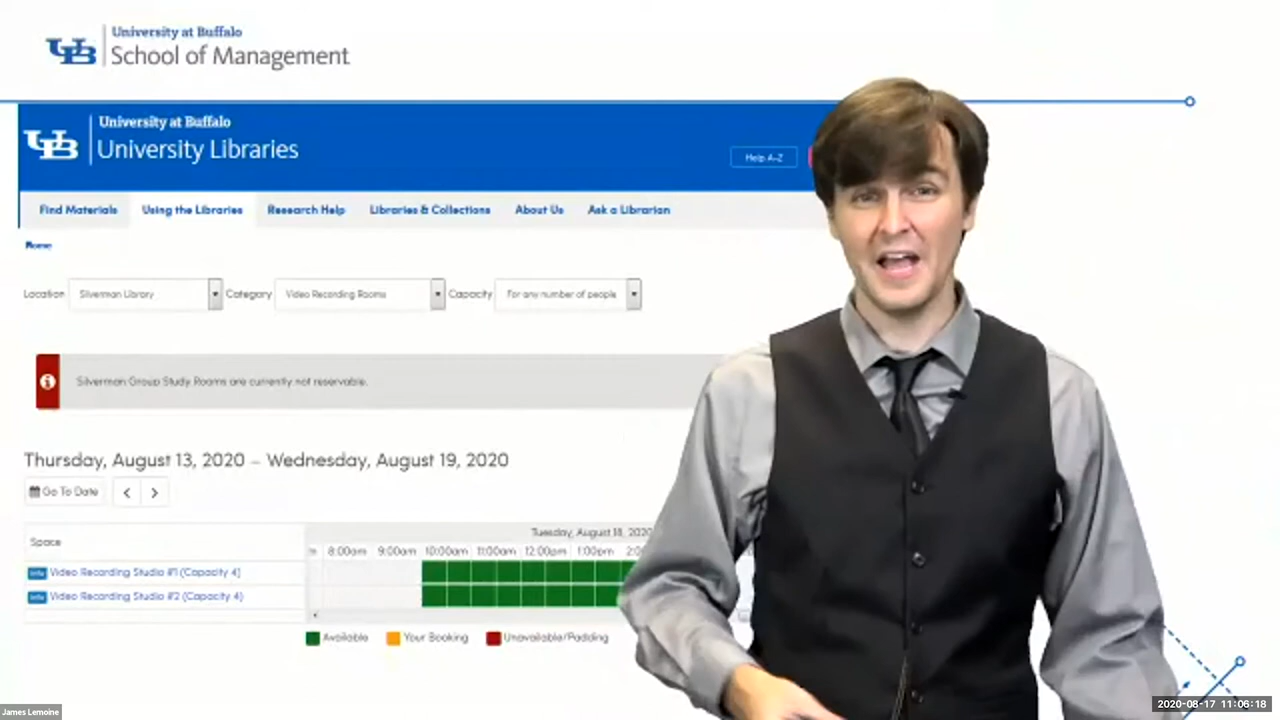 University at Buffalo
School of Management
University at Buffalo
University Libraries
Help A-Z
Find Materials Using the Libraries Research Help Libraries & Collections About Us Ask a Librarian
Home
Location Silverman Library Category Video Recording Rooms Capacity For any number of people
Silverman Group Study Rooms are currently not reservable.
Thursday, August 13, 2020 – Wednesday, August 19, 2020
Go To Date
Space
Tuesday, August 18, 2020
8:00am 9:00am 10:00am 11:00am 12:00pm 1:00pm
Info Video Recording Studio #1 (Capacity 4)
Info Video Recording Studio #2 (Capacity 4)
Available Your Booking Unavailable/Padding
James Lemoine
2020-08-17 11:06:18